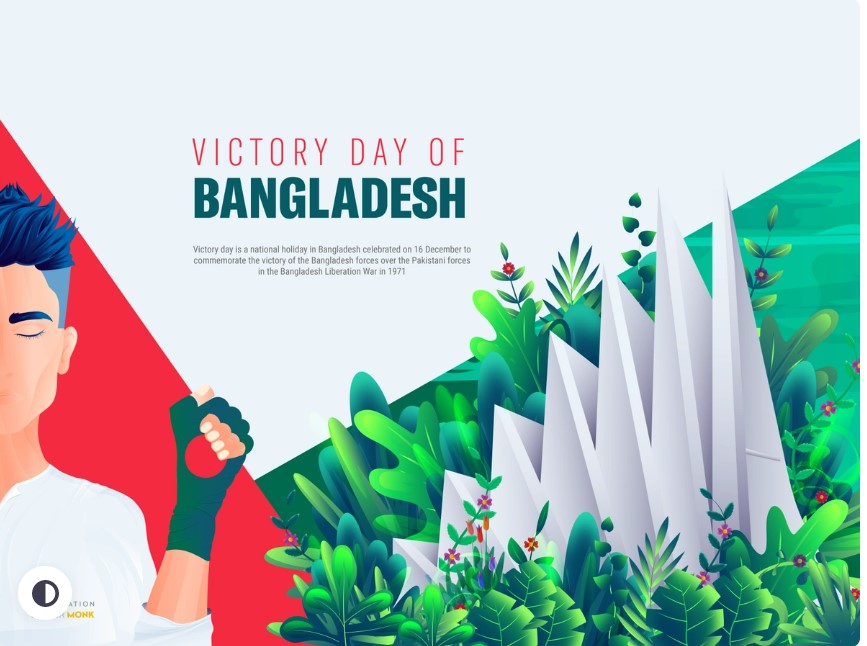 VICTORY DAY OF
BANGLADESH
Victory day is a national holiday in Bangladesh celebrated on 16 December to
commemorate the victory of the Bangladesh forces over the Pakistani forces
in the Bangladesh Liberation War in 1971
MONK